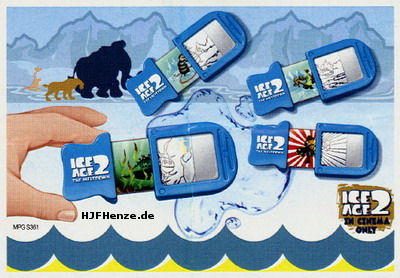 ICE
AGE 2
THE MELTDOWN
ICE
AGE 2
THE MELTDOWN
ICE
AGE 2
THE MELTDOWN
ICE
AGE 2
THE MELTDOWN
ICE
AGE 2
IN CINEMA
ONLY
MPG S361
HJFHenze.de